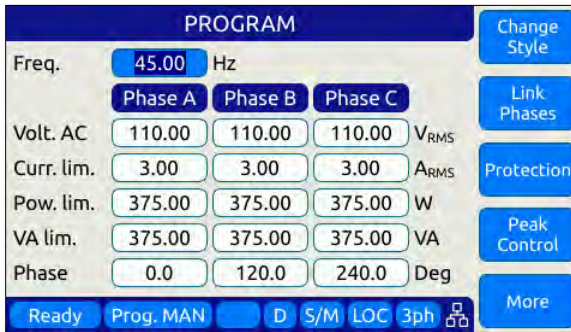 PROGRAM
Freq. 45.00 Hz
Phase A Phase B Phase C
Volt. AC 110.00 110.00 110.00 VRMS
Curr. lim. 3.00 3.00 3.00 ARMS
Pow. lim. 375.00 375.00 375.00 W
VA lim. 375.00 375.00 375.00 VA
Phase 0.0 120.0 240.0 Deg
Ready Prog. MAN D S/M LOC 3ph
Change
Style
Link
Phases
Protection
Peak
Control
More